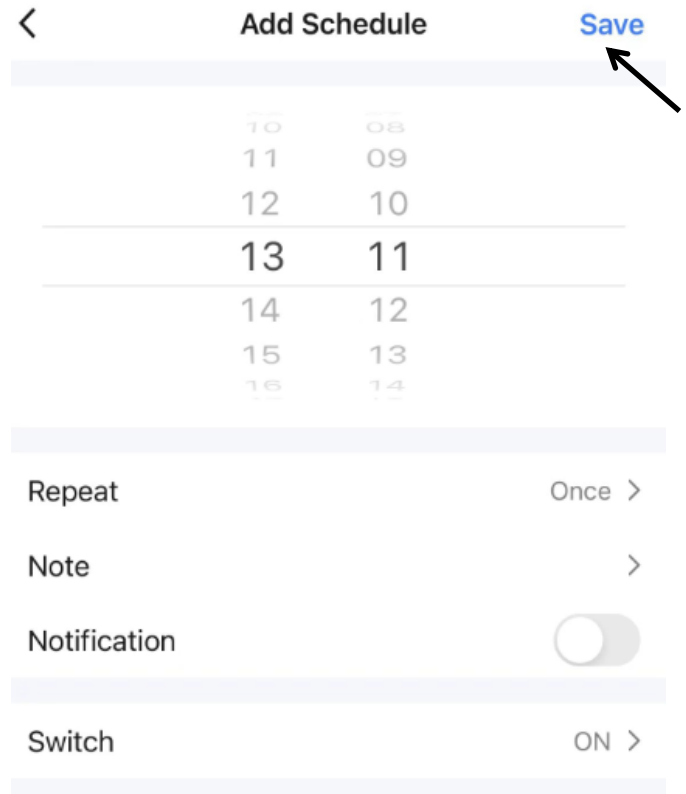 Add Schedule Save
10 08
11 09
12 10
13 11
14 12
15 13
16 14
Repeat Once
Note
Notification
Switch ON